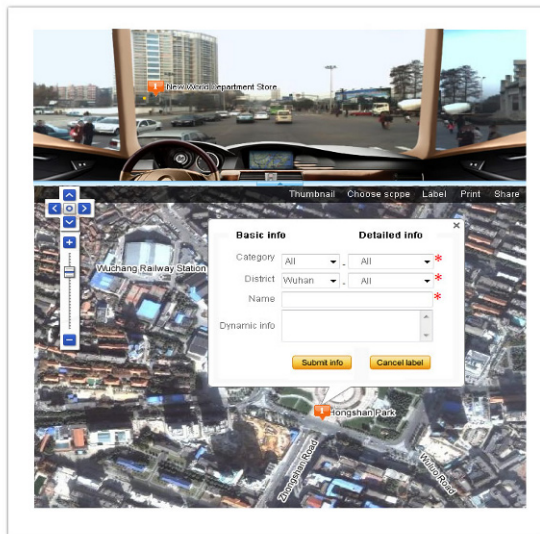 New World Department Store
Thumbnail Choose scppe Label Print Share
Basic info Detailed info
Category All - All *
District Wuhan - All *
Name *
Dynamic info
Submit info Cancel label
Wuchang Railway Station
Hongshan Park
Zhongshan Road
Wuluo Road